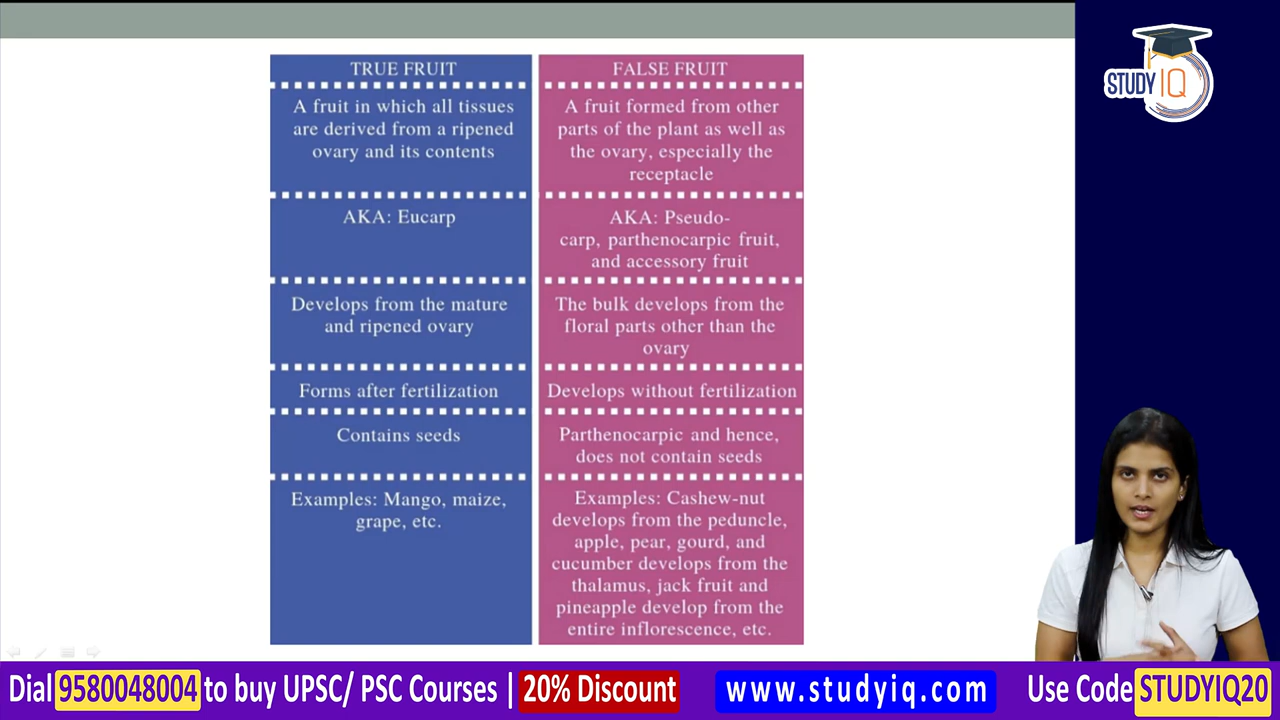 STUDY IQ
TRUE FRUIT
A fruit in which all tissues
are derived from a ripened
ovary and its contents
AKA: Eucarp
Develops from the mature
and ripened ovary
Forms after fertilization
Contains seeds
Examples: Mango, maize,
grape, etc.
FALSE FRUIT
A fruit formed from other
parts of the plant as well as
the ovary, especially the
receptacle
AKA: Pseudo-
carp, parthenocarpic fruit,
and accessory fruit
The bulk develops from the
floral parts other than the
ovary
Develops without fertilization
Parthenocarpic and hence,
does not contain seeds
Examples: Cashew-nut
develops from the peduncle,
apple, pear, gourd, and
cucumber develops from the
thalamus, jack fruit and
pineapple develop from the
entire inflorescence, etc.
Dial 9580048004 to buy UPSC/ PSC Courses | 20% Discount www.studyiq.com Use Code STUDYIQ20